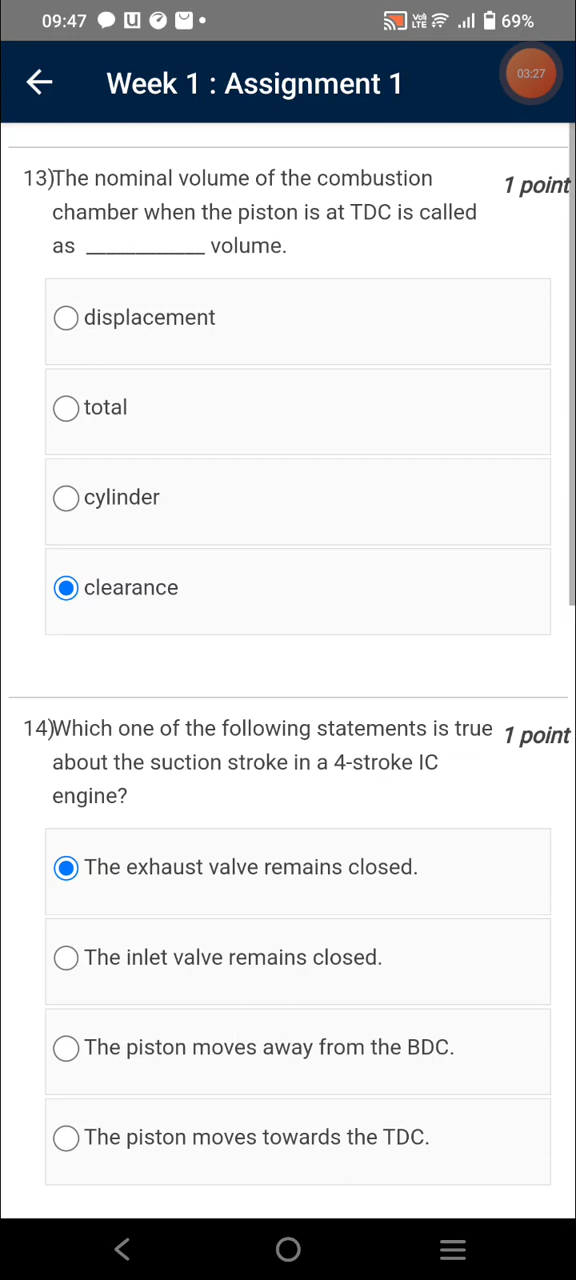 09:47 U VoI) LTE 69%
Week 1 : Assignment 1
03:27
13)The nominal volume of the combustion 1 point
chamber when the piston is at TDC is called
as ___________ volume.
displacement
total
cylinder
clearance
14)Which one of the following statements is true 1 point
about the suction stroke in a 4-stroke IC
engine?
The exhaust valve remains closed.
The inlet valve remains closed.
The piston moves away from the BDC.
The piston moves towards the TDC.